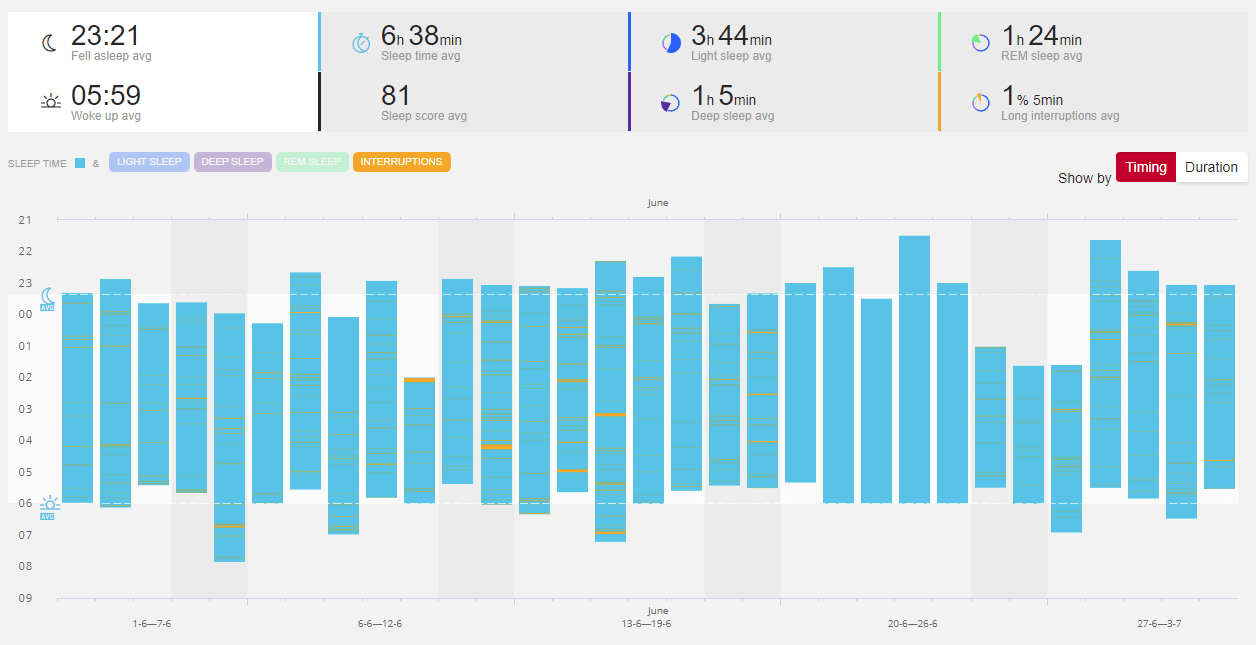 23:21
Fell asleep avg
6h 38min
Sleep time avg
3h 44min
Light sleep avg
1h 24min
REM sleep avg
05:59
Woke up avg
81
Sleep score avg
1h 5min
Deep sleep avg
1% 5min
Long interruptions avg
SLEEP TIME & LIGHT SLEEP DEEP SLEEP REM SLEEP INTERRUPTIONS
Show by Timing Duration
June
21
22
23
AVG
00
01
02
03
04
05
06
AVG
07
08
09
June
1-6—7-6 6-6—12-6 13-6—19-6 20-6—26-6 27-6—3-7